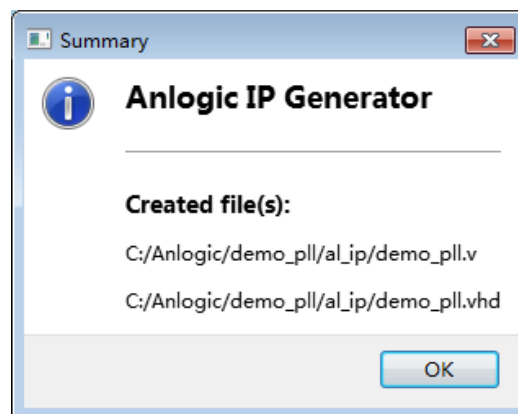 Summary
Anlogic IP Generator
Created file(s):
C:/Anlogic/demo_pll/al_ip/demo_pll.v
C:/Anlogic/demo_pll/al_ip/demo_pll.vhd
OK